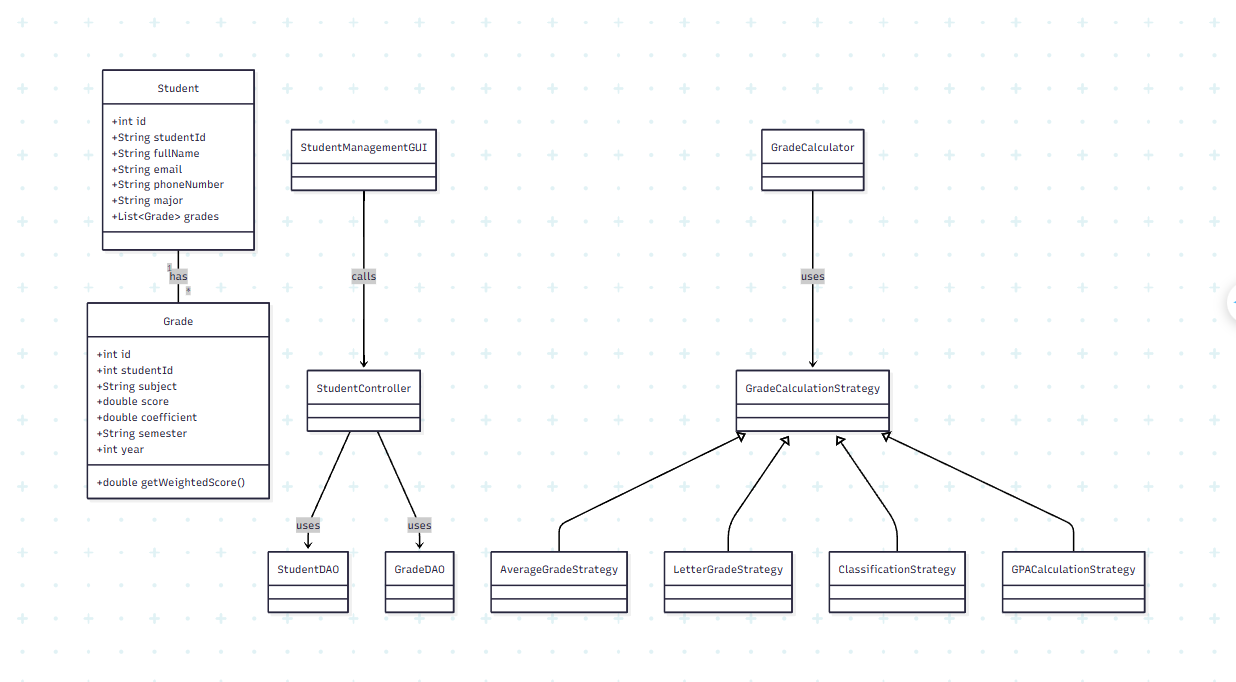 Student
+int id
+String studentId
+String fullName
+String email
+String phoneNumber
+String major
+List<Grade> grades
1
has
*
Grade
+int id
+int studentId
+String subject
+double score
+double coefficient
+String semester
+int year
+double getWeightedScore()
StudentManagementGUI
calls
StudentController
uses
uses
StudentDAO
GradeDAO
GradeCalculator
uses
GradeCalculationStrategy
AverageGradeStrategy
LetterGradeStrategy
ClassificationStrategy
GPACalculationStrategy